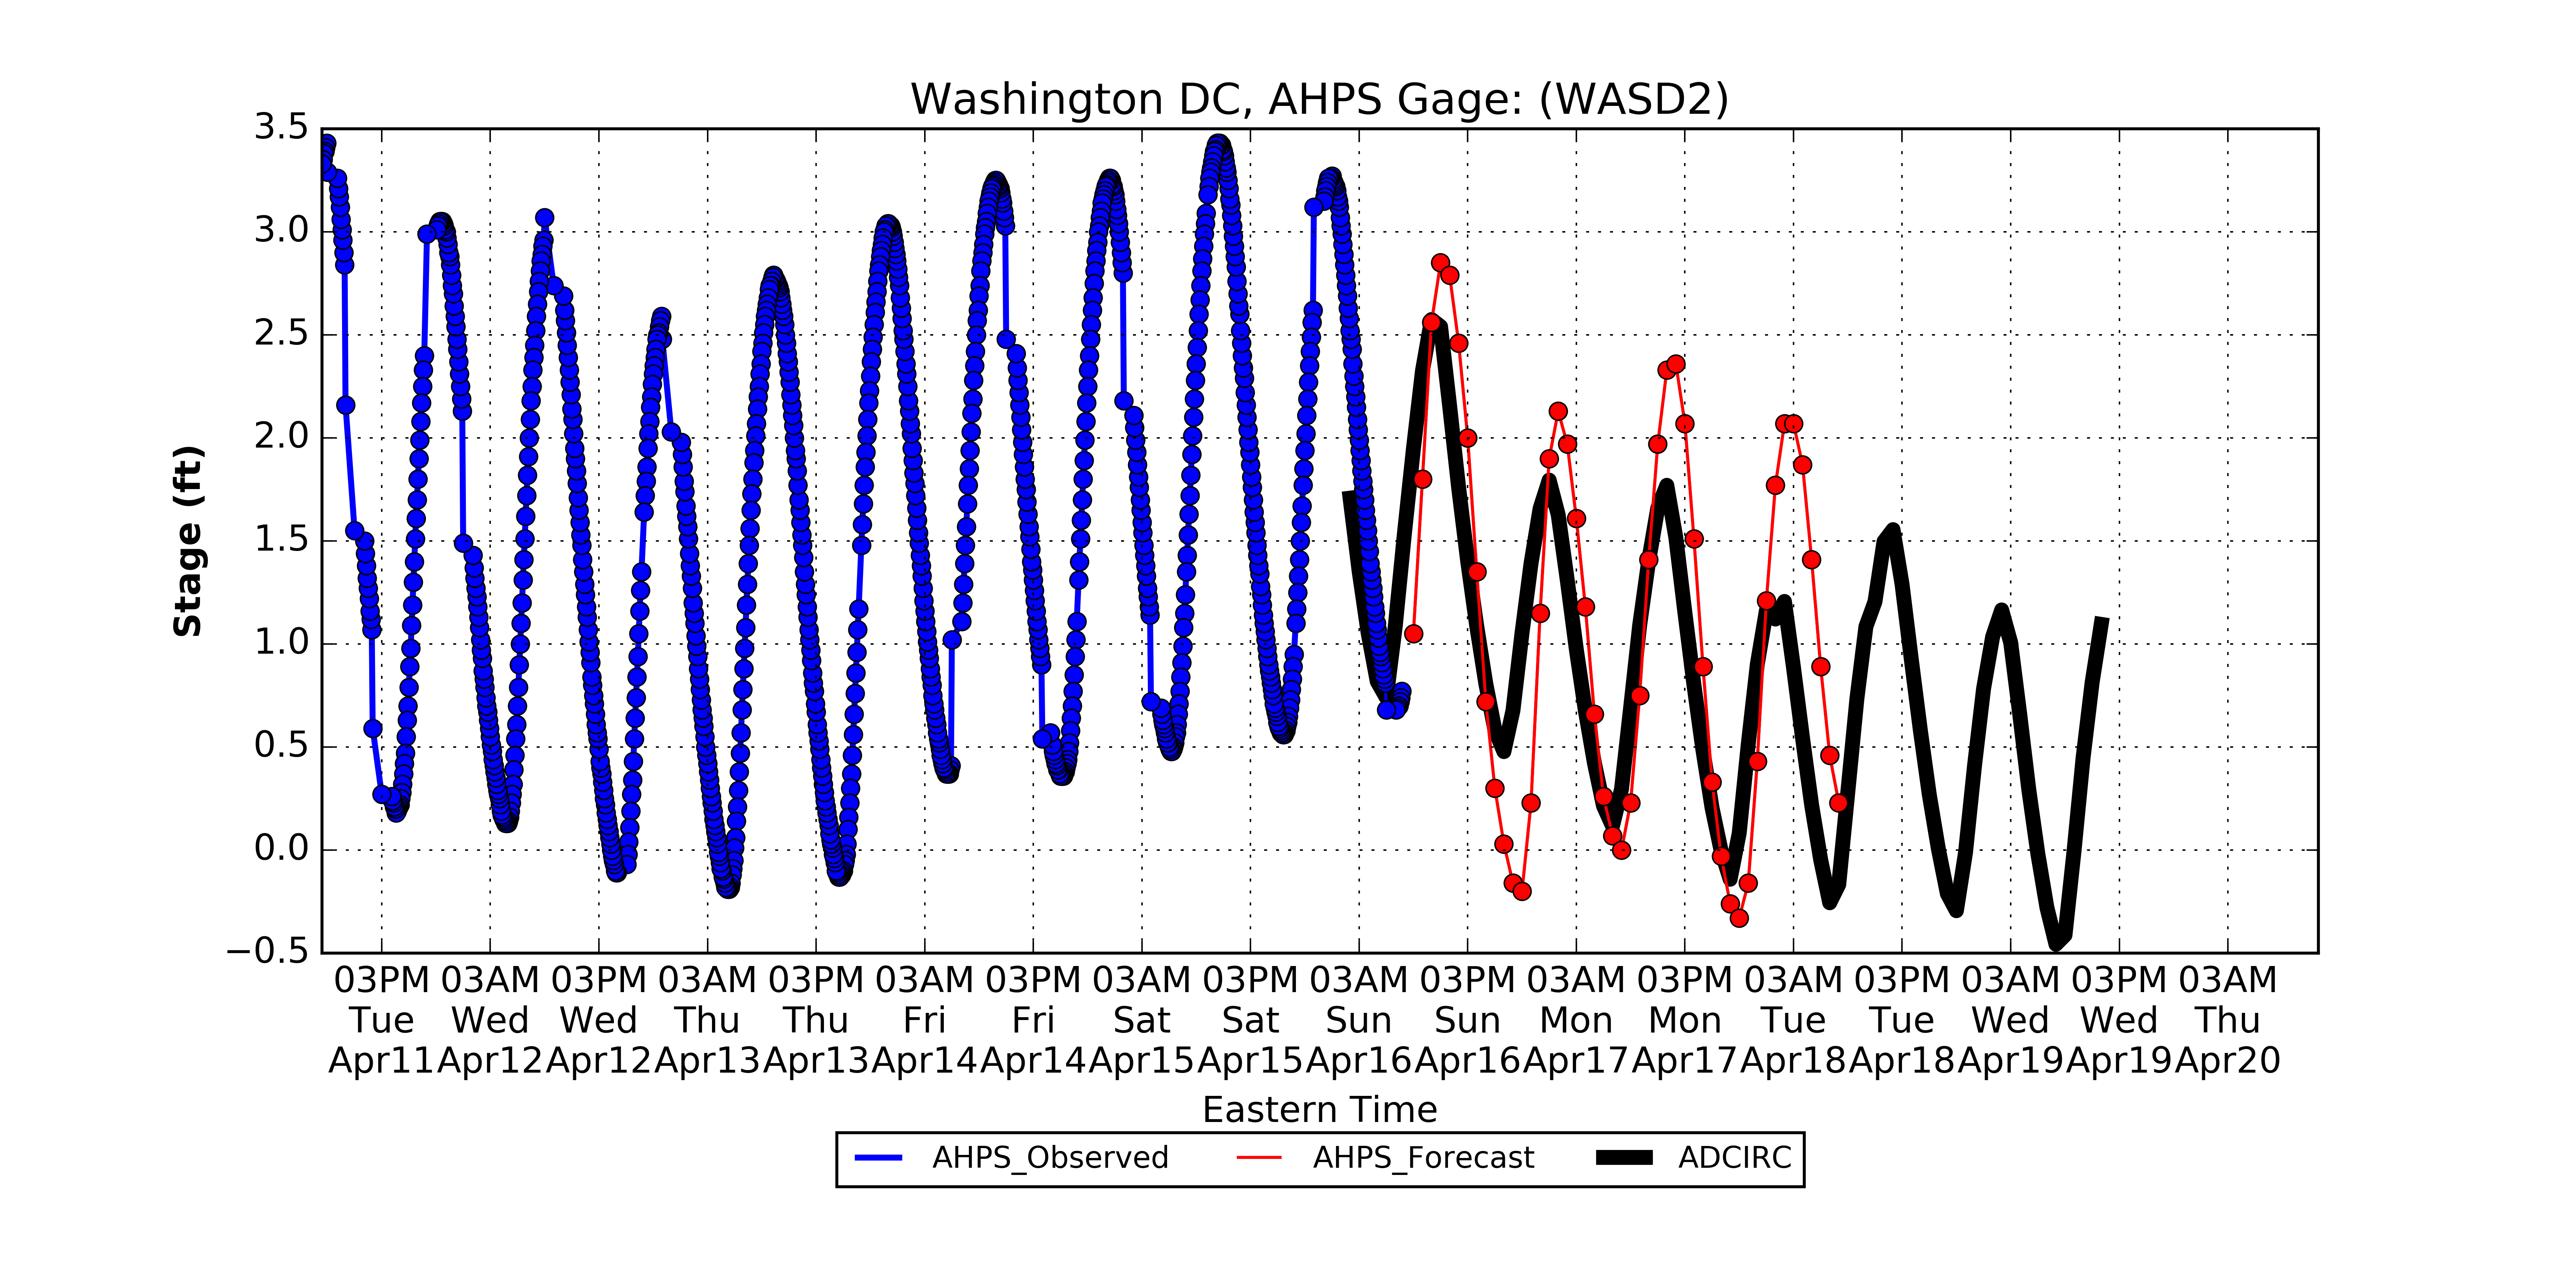 Washington DC, AHPS Gage: (WASD2)
3.5
3.0
2.5
2.0
1.5
1.0
0.5
0.0
−0.5
Stage (ft)
03PM 03AM 03PM 03AM 03PM 03AM 03PM 03AM 03PM 03AM 03PM 03AM 03PM 03AM 03PM 03AM 03PM 03AM
Tue Wed Wed Thu Thu Fri Fri Sat Sat Sun Sun Mon Mon Tue Tue Wed Wed Thu
Apr11 Apr12 Apr12 Apr13 Apr13 Apr14 Apr14 Apr15 Apr15 Apr16 Apr16 Apr17 Apr17 Apr18 Apr18 Apr19 Apr19 Apr20
Eastern Time
AHPS_Observed AHPS_Forecast ADCIRC